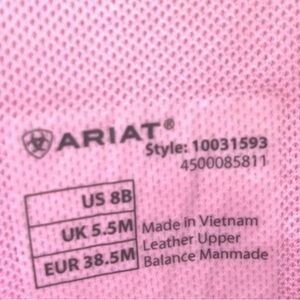 ARIAT®
Style: 10031593
4500085811
US 8B
UK 5.5M
EUR 38.5M
Made in Vietnam
Leather Upper
Balance Manmade